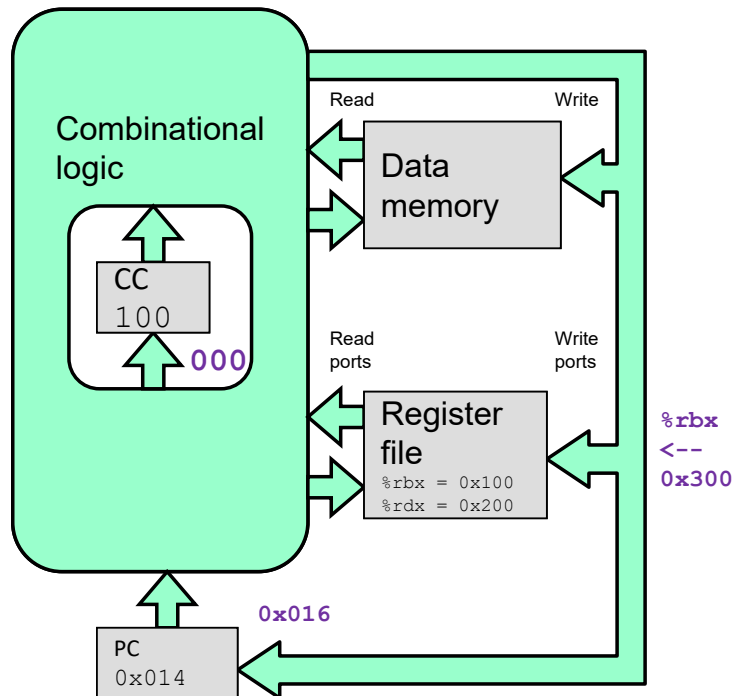 Combinational
logic
Read
Write
Data
memory
CC
100
000
Read
ports
Write
ports
Register
file
%rbx = 0x100
%rdx = 0x200
%rbx
<--
0x300
0x016
PC
0x014